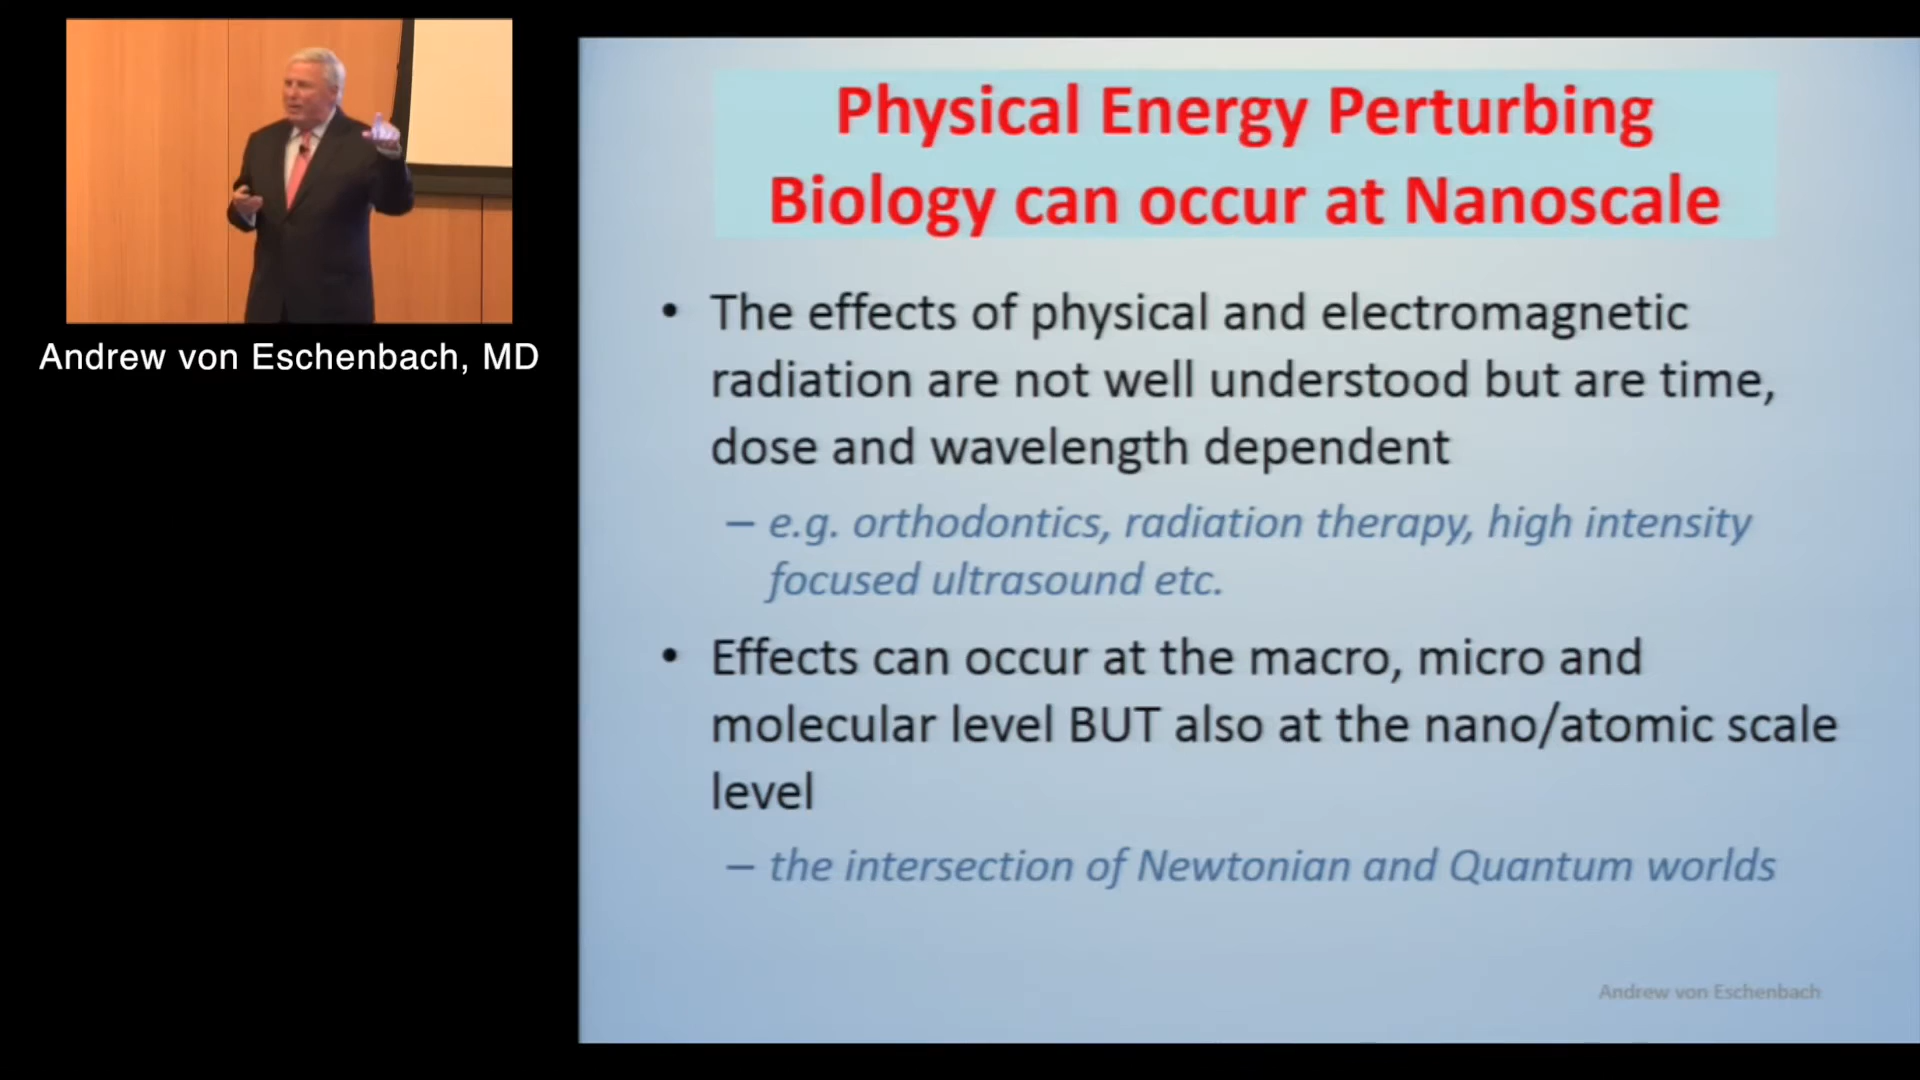 Andrew von Eschenbach, MD
Physical Energy Perturbing
Biology can occur at Nanoscale
• The effects of physical and electromagnetic
radiation are not well understood but are time,
dose and wavelength dependent
– e.g. orthodontics, radiation therapy, high intensity
focused ultrasound etc.
• Effects can occur at the macro, micro and
molecular level BUT also at the nano/atomic scale
level
– the intersection of Newtonian and Quantum worlds
Andrew von Eschenbach